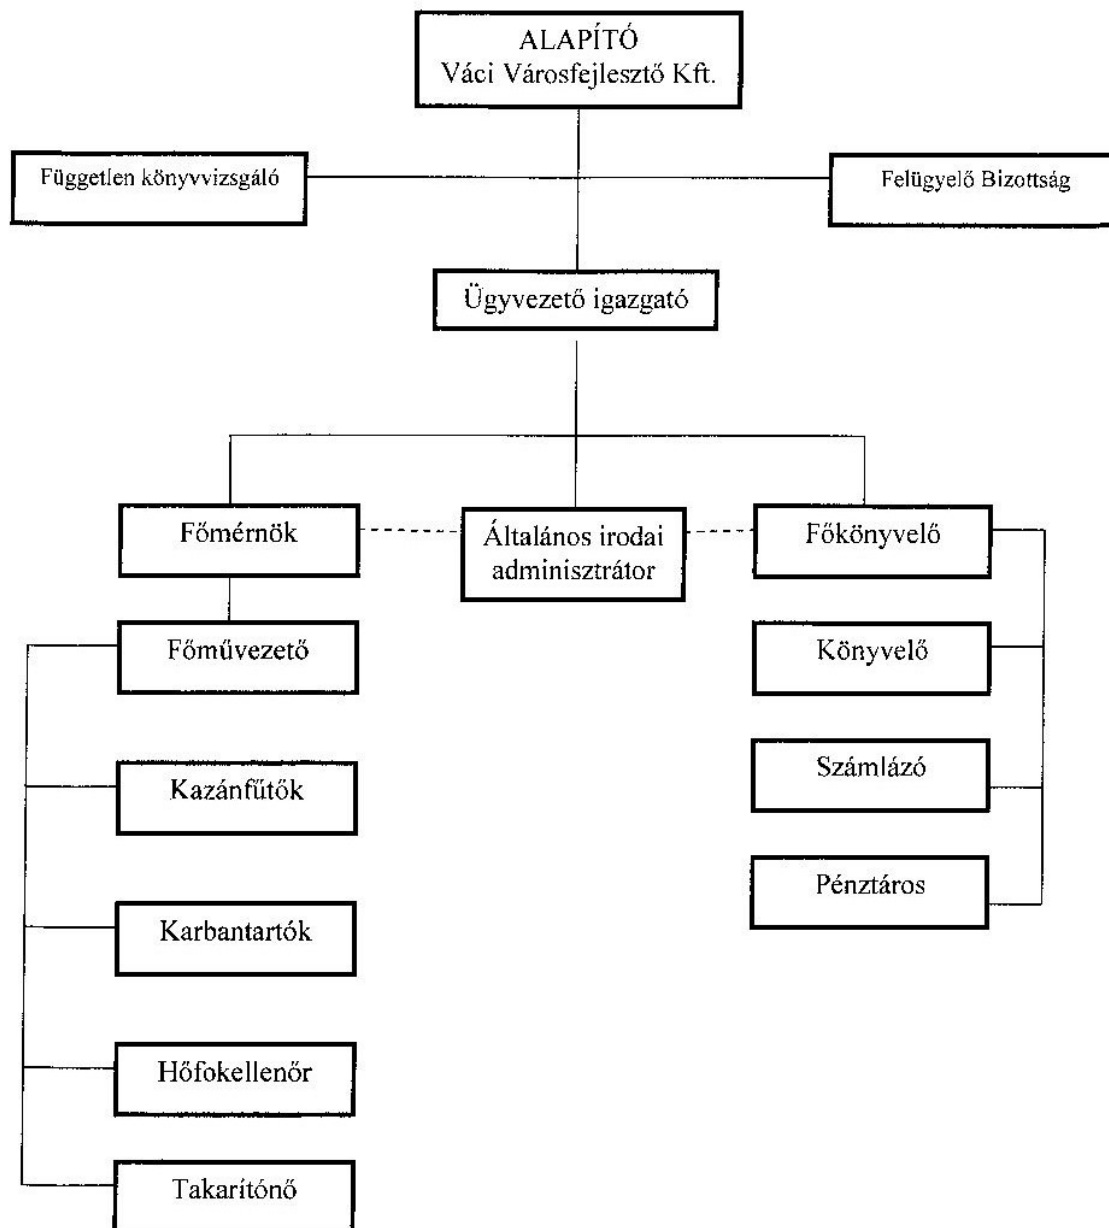 ALAPÍTÓ
Váci Városfejlesztő Kft.
Független könyvvizsgáló
Felügyelő Bizottság
Ügyvezető igazgató
Főmérnök
Általános irodai
adminisztrátor
Főkönyvelő
Főművezető
Könyvelő
Kazánfűtők
Számlázó
Pénztáros
Karbantartók
Hőfokellenőr
Takarítónő